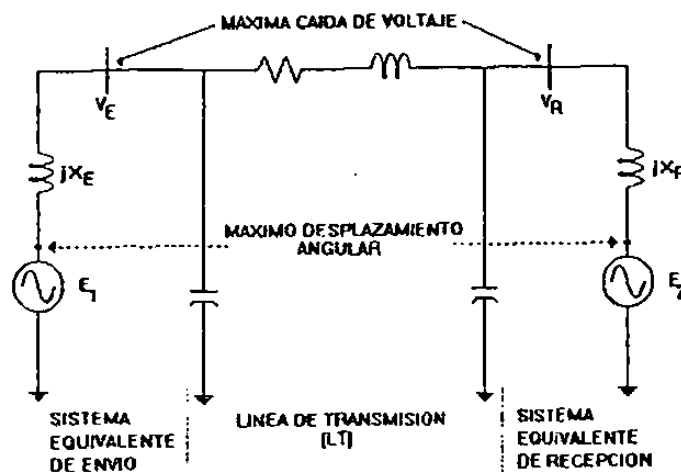 MAXIMA CAIDA DE VOLTAJE
V_E
V_R
jX_E
jX_R
MAXIMO DESPLAZAMIENTO
ANGULAR
E_1
E_2
SISTEMA
EQUIVALENTE
DE ENVIO
LINEA DE TRANSMISION
(LT)
SISTEMA
EQUIVALENTE
DE RECEPCION